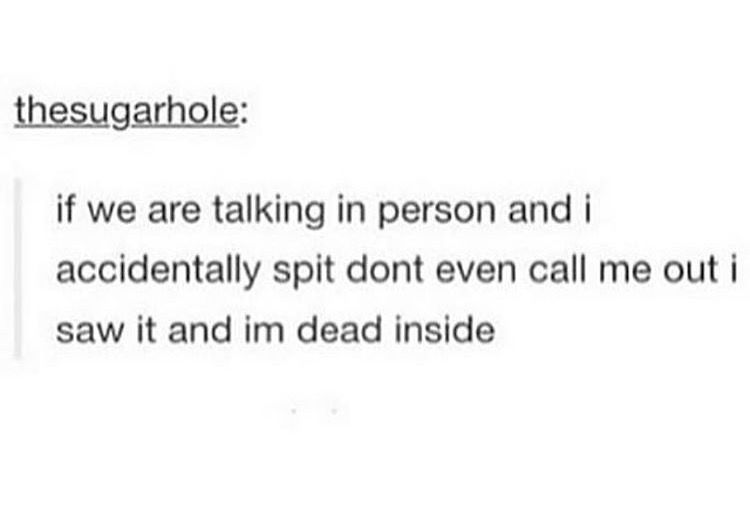 thesugarhole:
if we are talking in person and i
accidentally spit dont even call me out i
saw it and im dead inside